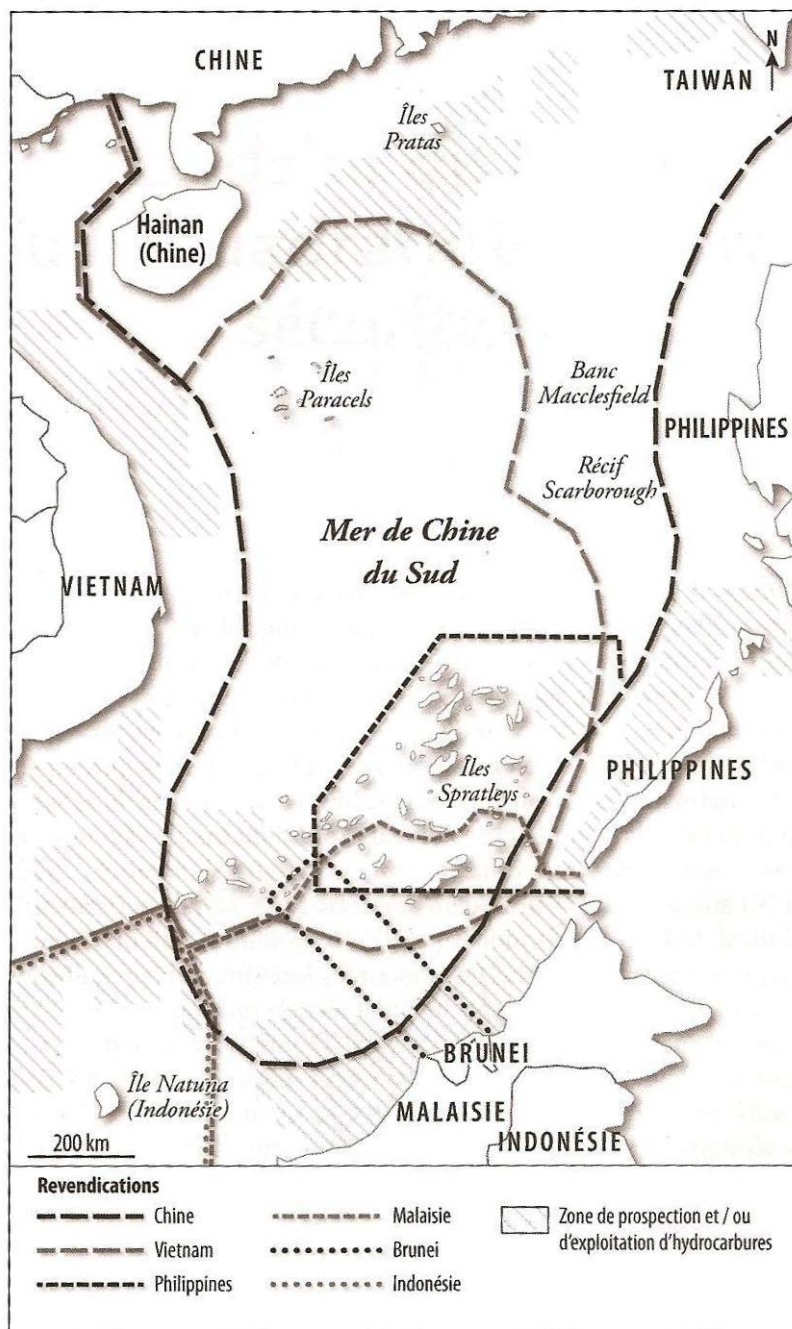 CHINE
N
TAIWAN
Îles
Pratas
Hainan
(Chine)
Îles
Paracels
Banc
Macclesfield
PHILIPPINES
Récif
Scarborough
Mer de Chine
du Sud
VIETNAM
PHILIPPINES
Îles
Spratleys
BRUNEI
Île Natuna
(Indonésie)
MALAISIE
INDONÉSIE
200 km
Revendications
Chine
Malaisie
Zone de prospection et / ou
d'exploitation d'hydrocarbures
Vietnam
Brunei
Philippines
Indonésie